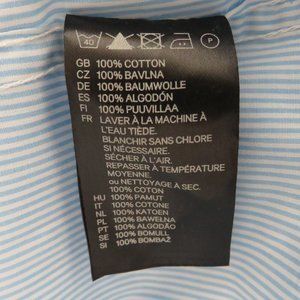 40 P
GB 100% COTTON
CZ 100% BAVLNA
DE 100% BAUMWOLLE
ES 100% ALGODÓN
FI 100% PUUVILLAA
FR LAVER À LA MACHINE À
L'EAU TIÈDE.
BLANCHIR SANS CHLORE
SI NÉCESSAIRE.
SÉCHER À L'AIR.
REPASSER À TEMPÉRATURE
MOYENNE.
ou NETTOYAGE À SEC.
100% COTON
HU 100% PAMUT
IT 100% COTONE
NL 100% KATOEN
PL 100% BAWEŁNA
PT 100% ALGODÃO
SE 100% BOMULL
SI 100% BOMBAŽ